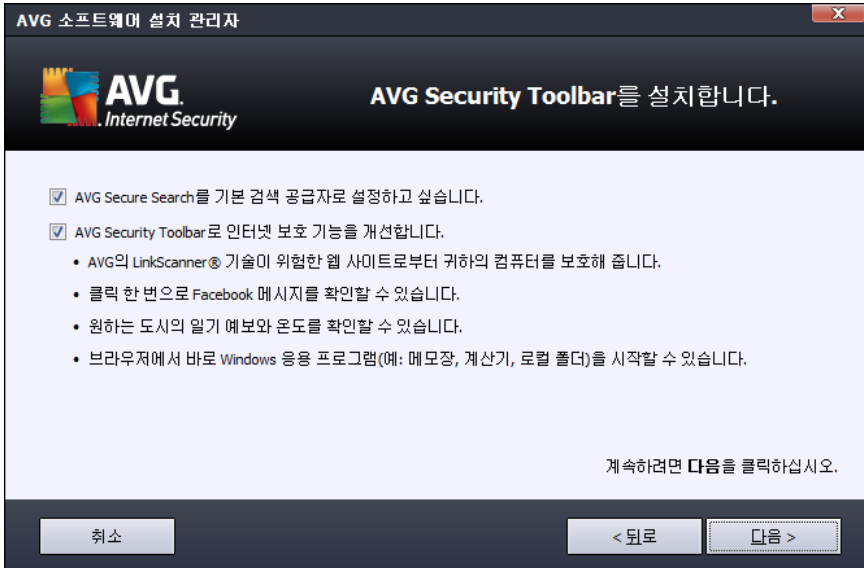 AVG 소프트웨어 설치 관리자
X
AVG.
Internet Security
AVG Security Toolbar를 설치합니다.
AVG Secure Search를 기본 검색 공급자로 설정하고 싶습니다.
AVG Security Toolbar로 인터넷 보호 기능을 개선합니다.
• AVG의 LinkScanner® 기술이 위험한 웹 사이트로부터 귀하의 컴퓨터를 보호해 줍니다.
• 클릭 한 번으로 Facebook 메시지를 확인할 수 있습니다.
• 원하는 도시의 일기 예보와 온도를 확인할 수 있습니다.
• 브라우저에서 바로 Windows 응용 프로그램(예: 메모장, 계산기, 로컬 폴더)을 시작할 수 있습니다.
계속하려면 다음을 클릭하십시오.
취소
< 뒤로
다음 >